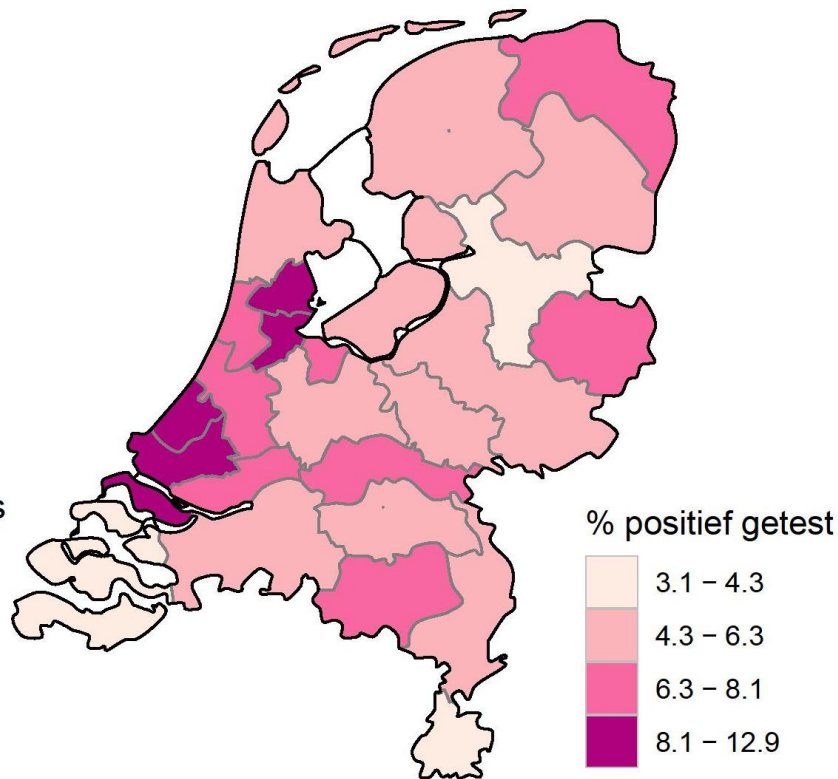 s
% positief getest
3.1 − 4.3
4.3 − 6.3
6.3 − 8.1
8.1 − 12.9